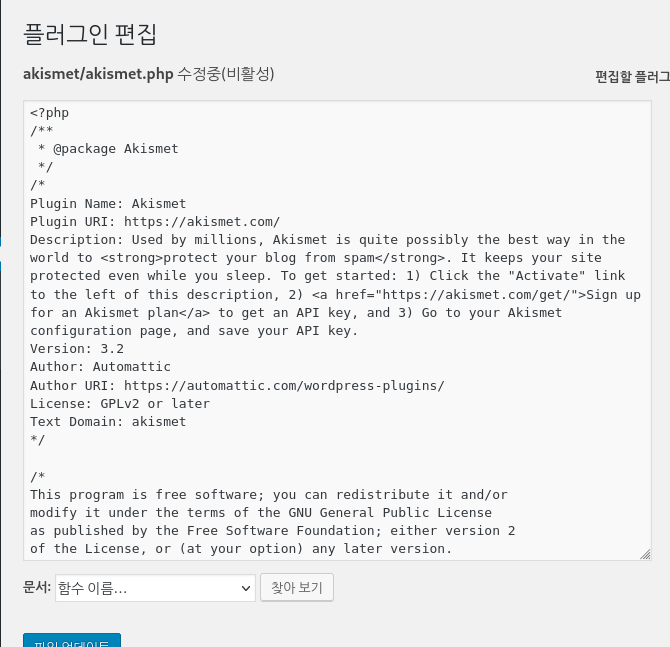 플러그인 편집
akismet/akismet.php 수정중(비활성)
편집할 플러그
<?php
/**
 * @package Akismet
 */
/*
Plugin Name: Akismet
Plugin URI: https://akismet.com/
Description: Used by millions, Akismet is quite possibly the best way in the
world to <strong>protect your blog from spam</strong>. It keeps your site
protected even while you sleep. To get started: 1) Click the "Activate" link
to the left of this description, 2) <a href="https://akismet.com/get/">Sign up
for an Akismet plan</a> to get an API key, and 3) Go to your Akismet
configuration page, and save your API key.
Version: 3.2
Author: Automattic
Author URI: https://automattic.com/wordpress-plugins/
License: GPLv2 or later
Text Domain: akismet
*/

/*
This program is free software; you can redistribute it and/or
modify it under the terms of the GNU General Public License
as published by the Free Software Foundation; either version 2
of the License, or (at your option) any later version.
문서: 함수 이름... 찾아 보기
파일 업데이트